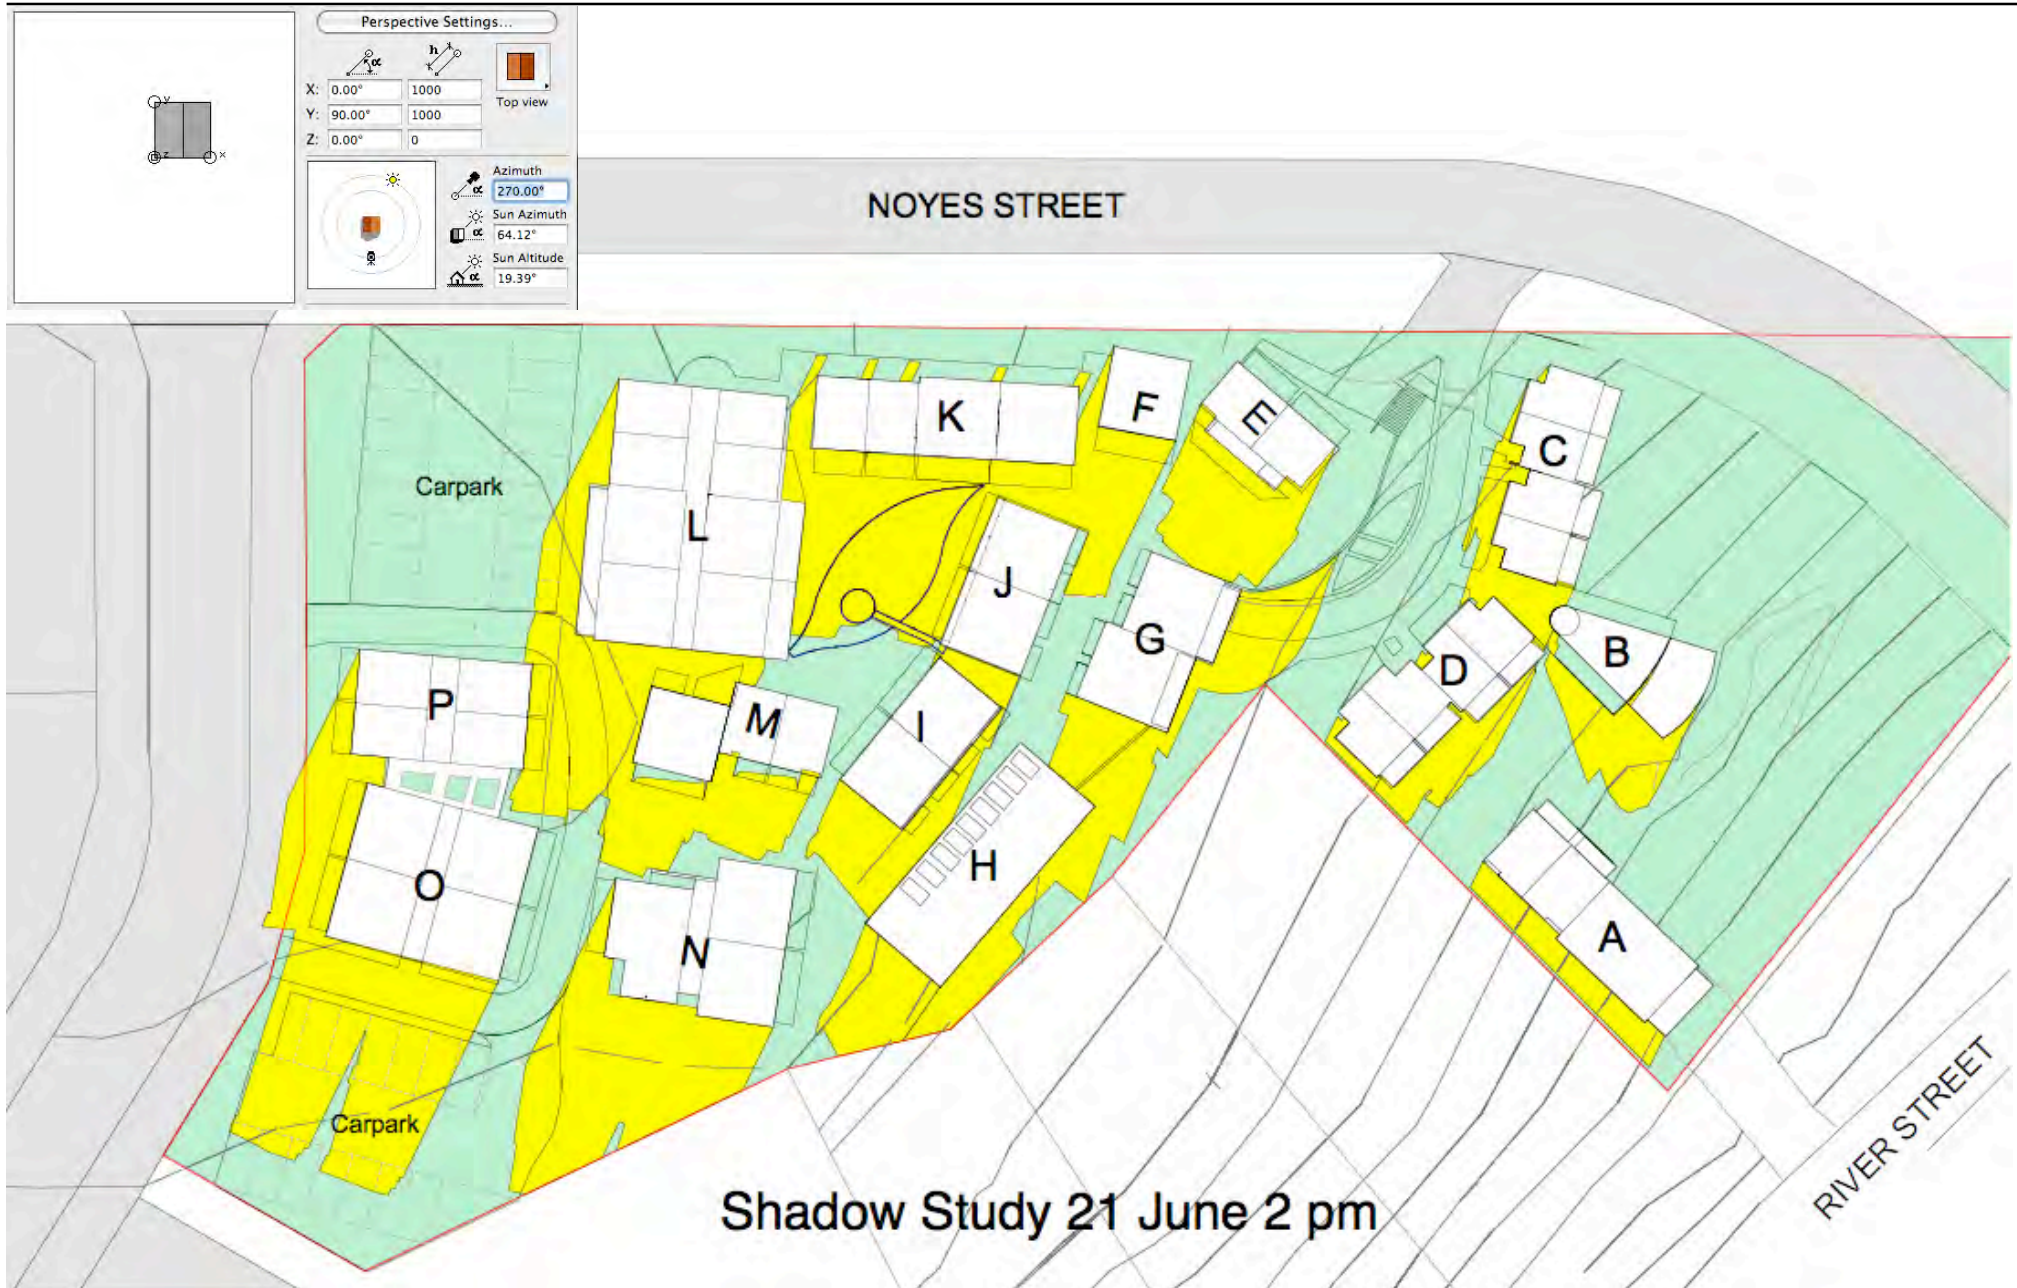 Perspective Settings...
α
h
X: 0.00° 1000
Y: 90.00° 1000
Z: 0.00° 0
Top view
y
z
x
Azimuth
α 270.00°
Sun Azimuth
α 64.12°
Sun Altitude
α 19.39°
NOYES STREET
K
F
E
C
Carpark
L
J
G
B
D
P
M
I
O
H
N
A
Carpark
Shadow Study 21 June 2 pm
RIVER STREET